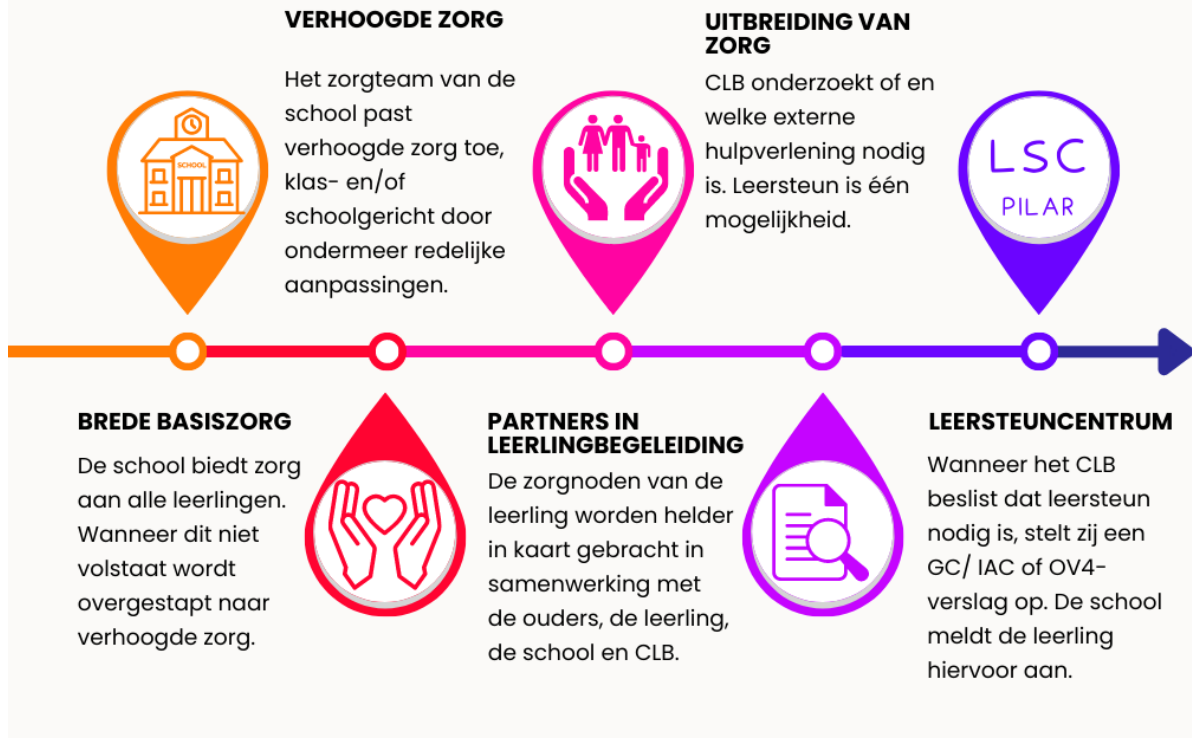 VERHOOGDE ZORG
Het zorgteam van de
school past
verhoogde zorg toe,
klas- en/of
schoolgericht door
ondermeer redelijke
aanpassingen.
UITBREIDING VAN
ZORG
CLB onderzoekt of en
welke externe
hulpverlening nodig
is. Leersteun is één
mogelijkheid.
SCHOOL
LSC
PILAR
BREDE BASISZORG
De school biedt zorg
aan alle leerlingen.
Wanneer dit niet
volstaat wordt
overgestapt naar
verhoogde zorg.
PARTNERS IN
LEERLINGBEGELEIDING
De zorgnoden van de
leerling worden helder
in kaart gebracht in
samenwerking met
de ouders, de leerling,
de school en CLB.
LEERSTEUNCENTRUM
Wanneer het CLB
beslist dat leersteun
nodig is, stelt zij een
GC/ IAC of OV4-
verslag op. De school
meldt de leerling
hiervoor aan.